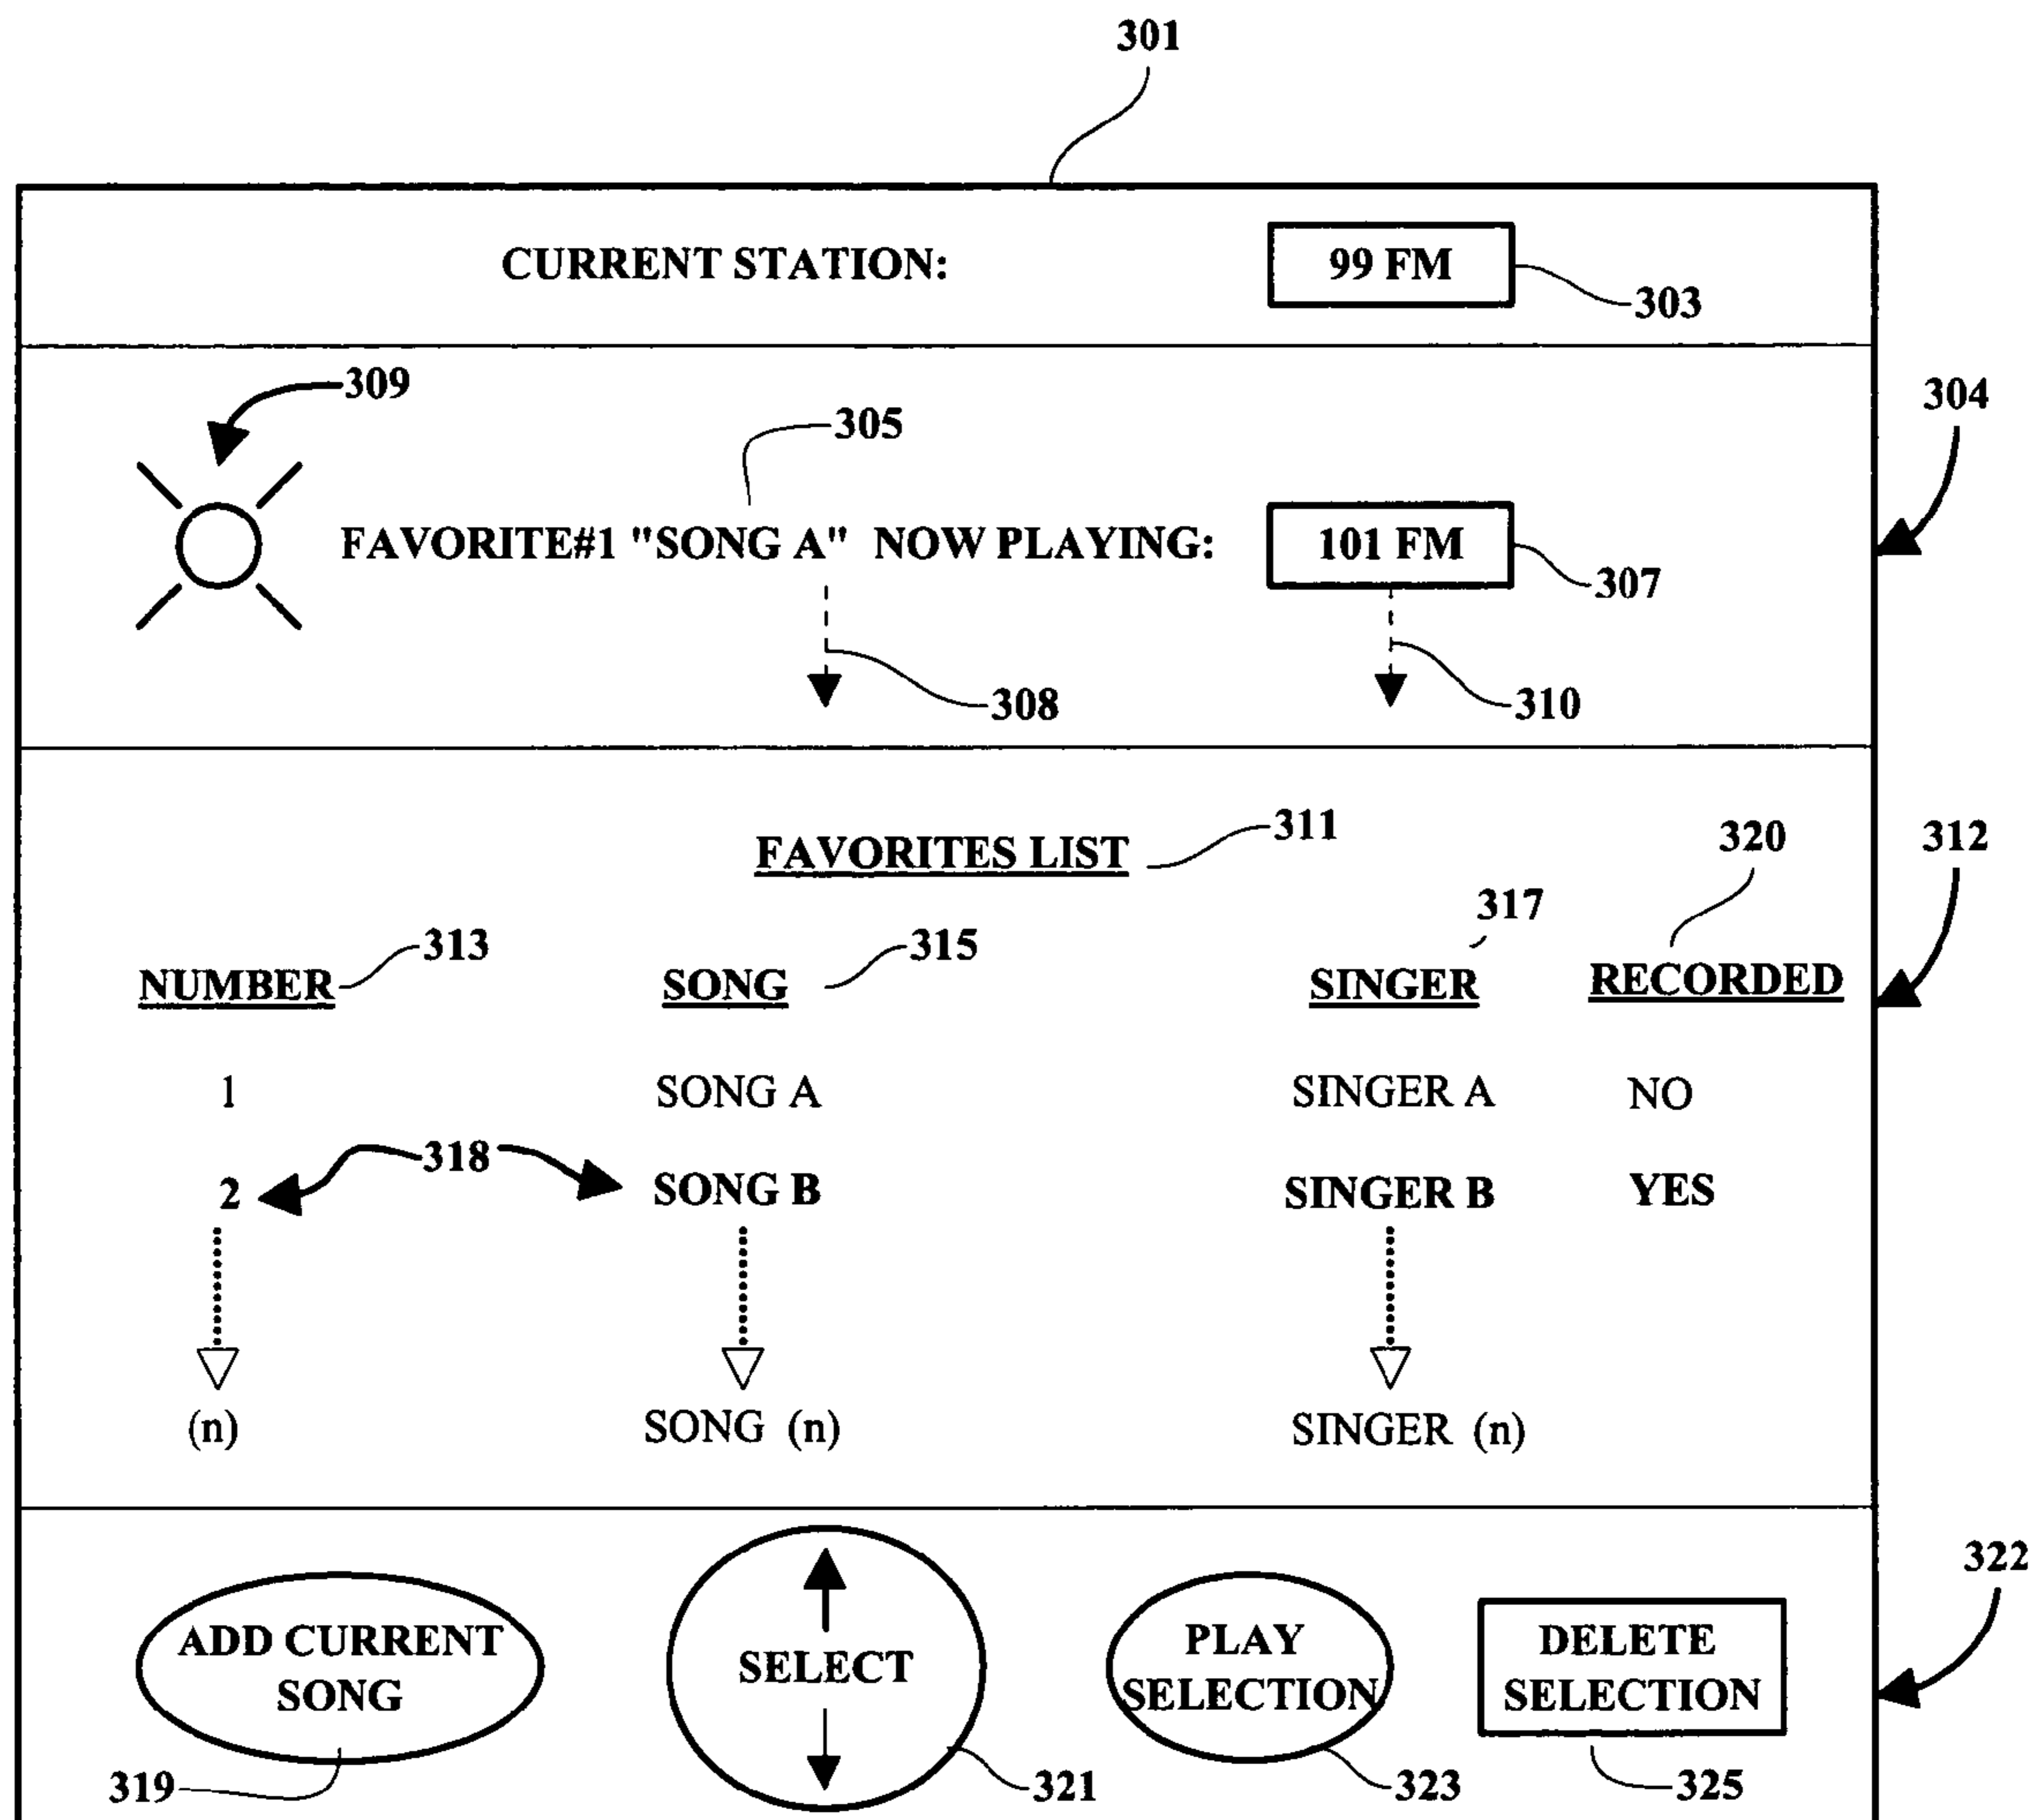 301
CURRENT STATION: 99 FM
303
309
304
305
FAVORITE#1 "SONG A" NOW PLAYING: 101 FM
307
308
310
311
320
312
FAVORITES LIST
317
313
315
NUMBER SONG SINGER RECORDED
1 SONG A SINGER A NO
318
2 SONG B SINGER B YES
(n) SONG (n) SINGER (n)
322
ADD CURRENT
SONG
SELECT
PLAY
SELECTION
DELETE
SELECTION
319
321
323
325